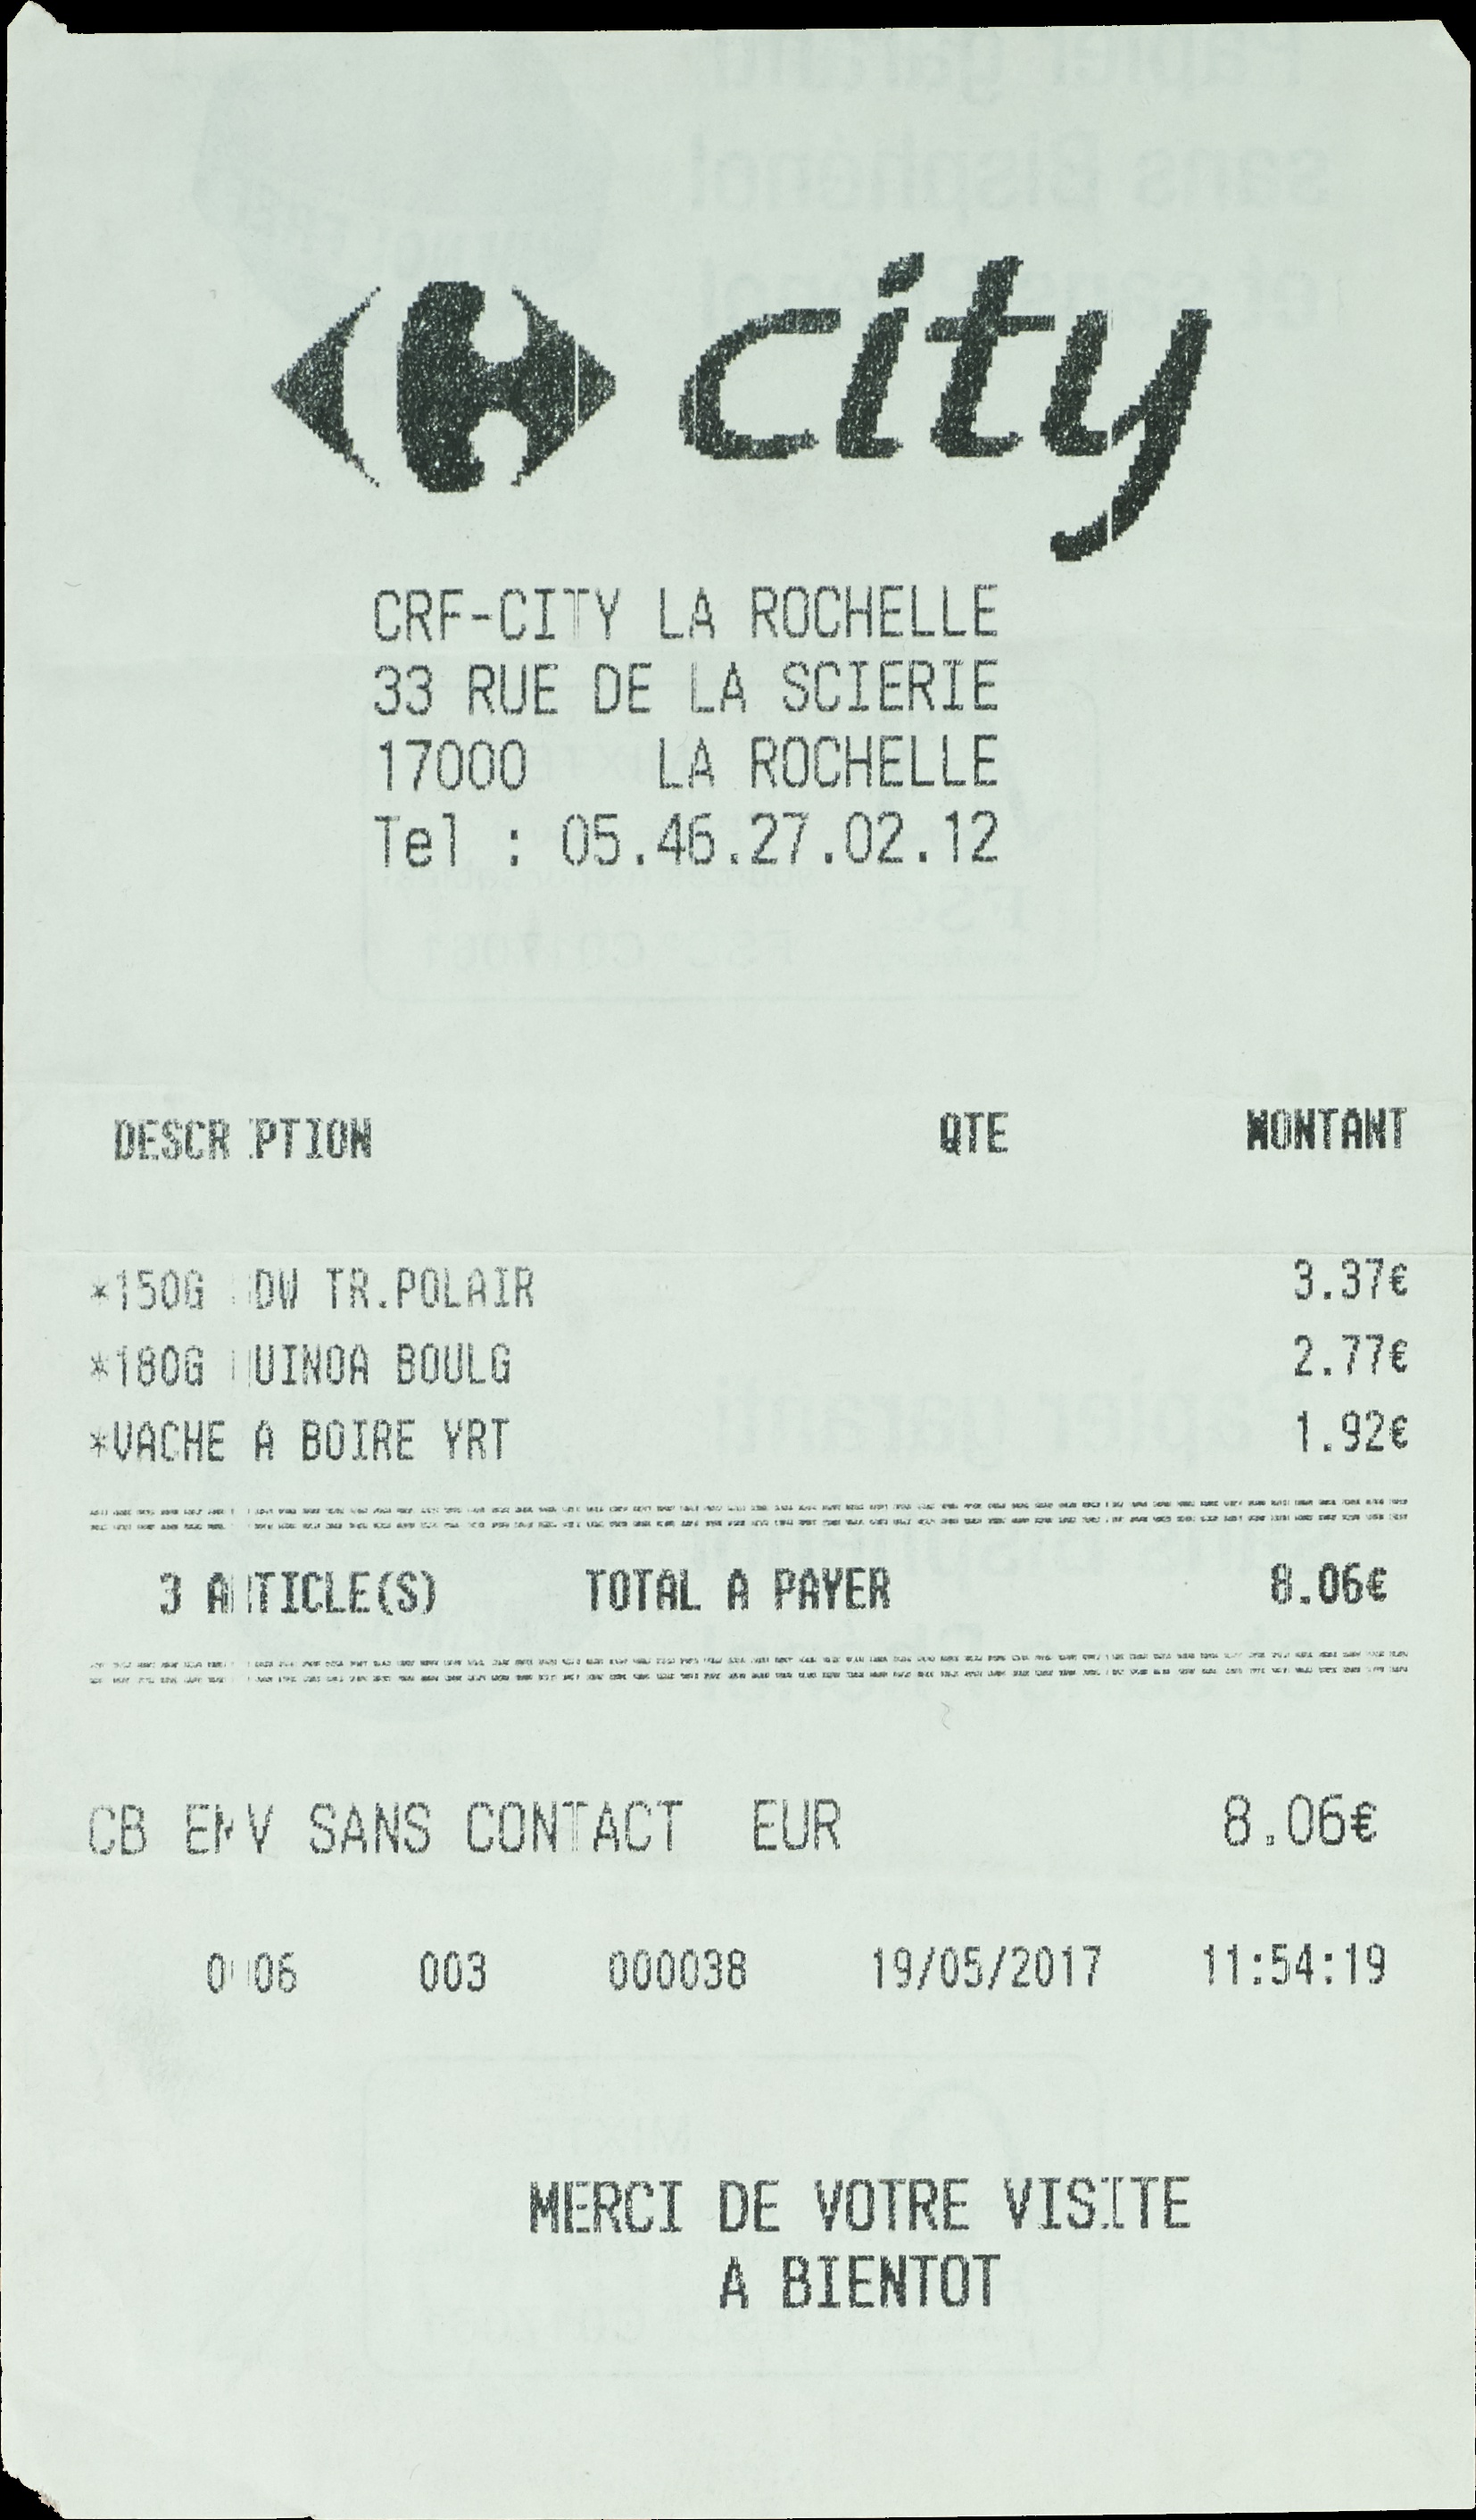 city
CRF-CITY LA ROCHELLE
33 RUE DE LA SCIERIE
17000 LA ROCHELLE
Tel : 05.46.27.02.12
DESCRIPTION QTE MONTANT
*150G SDW TR.POLAIR 3.37€
*180G QUINOA BOULG 2.77€
*VACHE A BOIRE YRT 1.92€
3 ARTICLE(S) TOTAL A PAYER 8.06€
CB EMV SANS CONTACT EUR 8.06€
0006 003 000038 19/05/2017 11:54:19
MERCI DE VOTRE VISITE
A BIENTOT